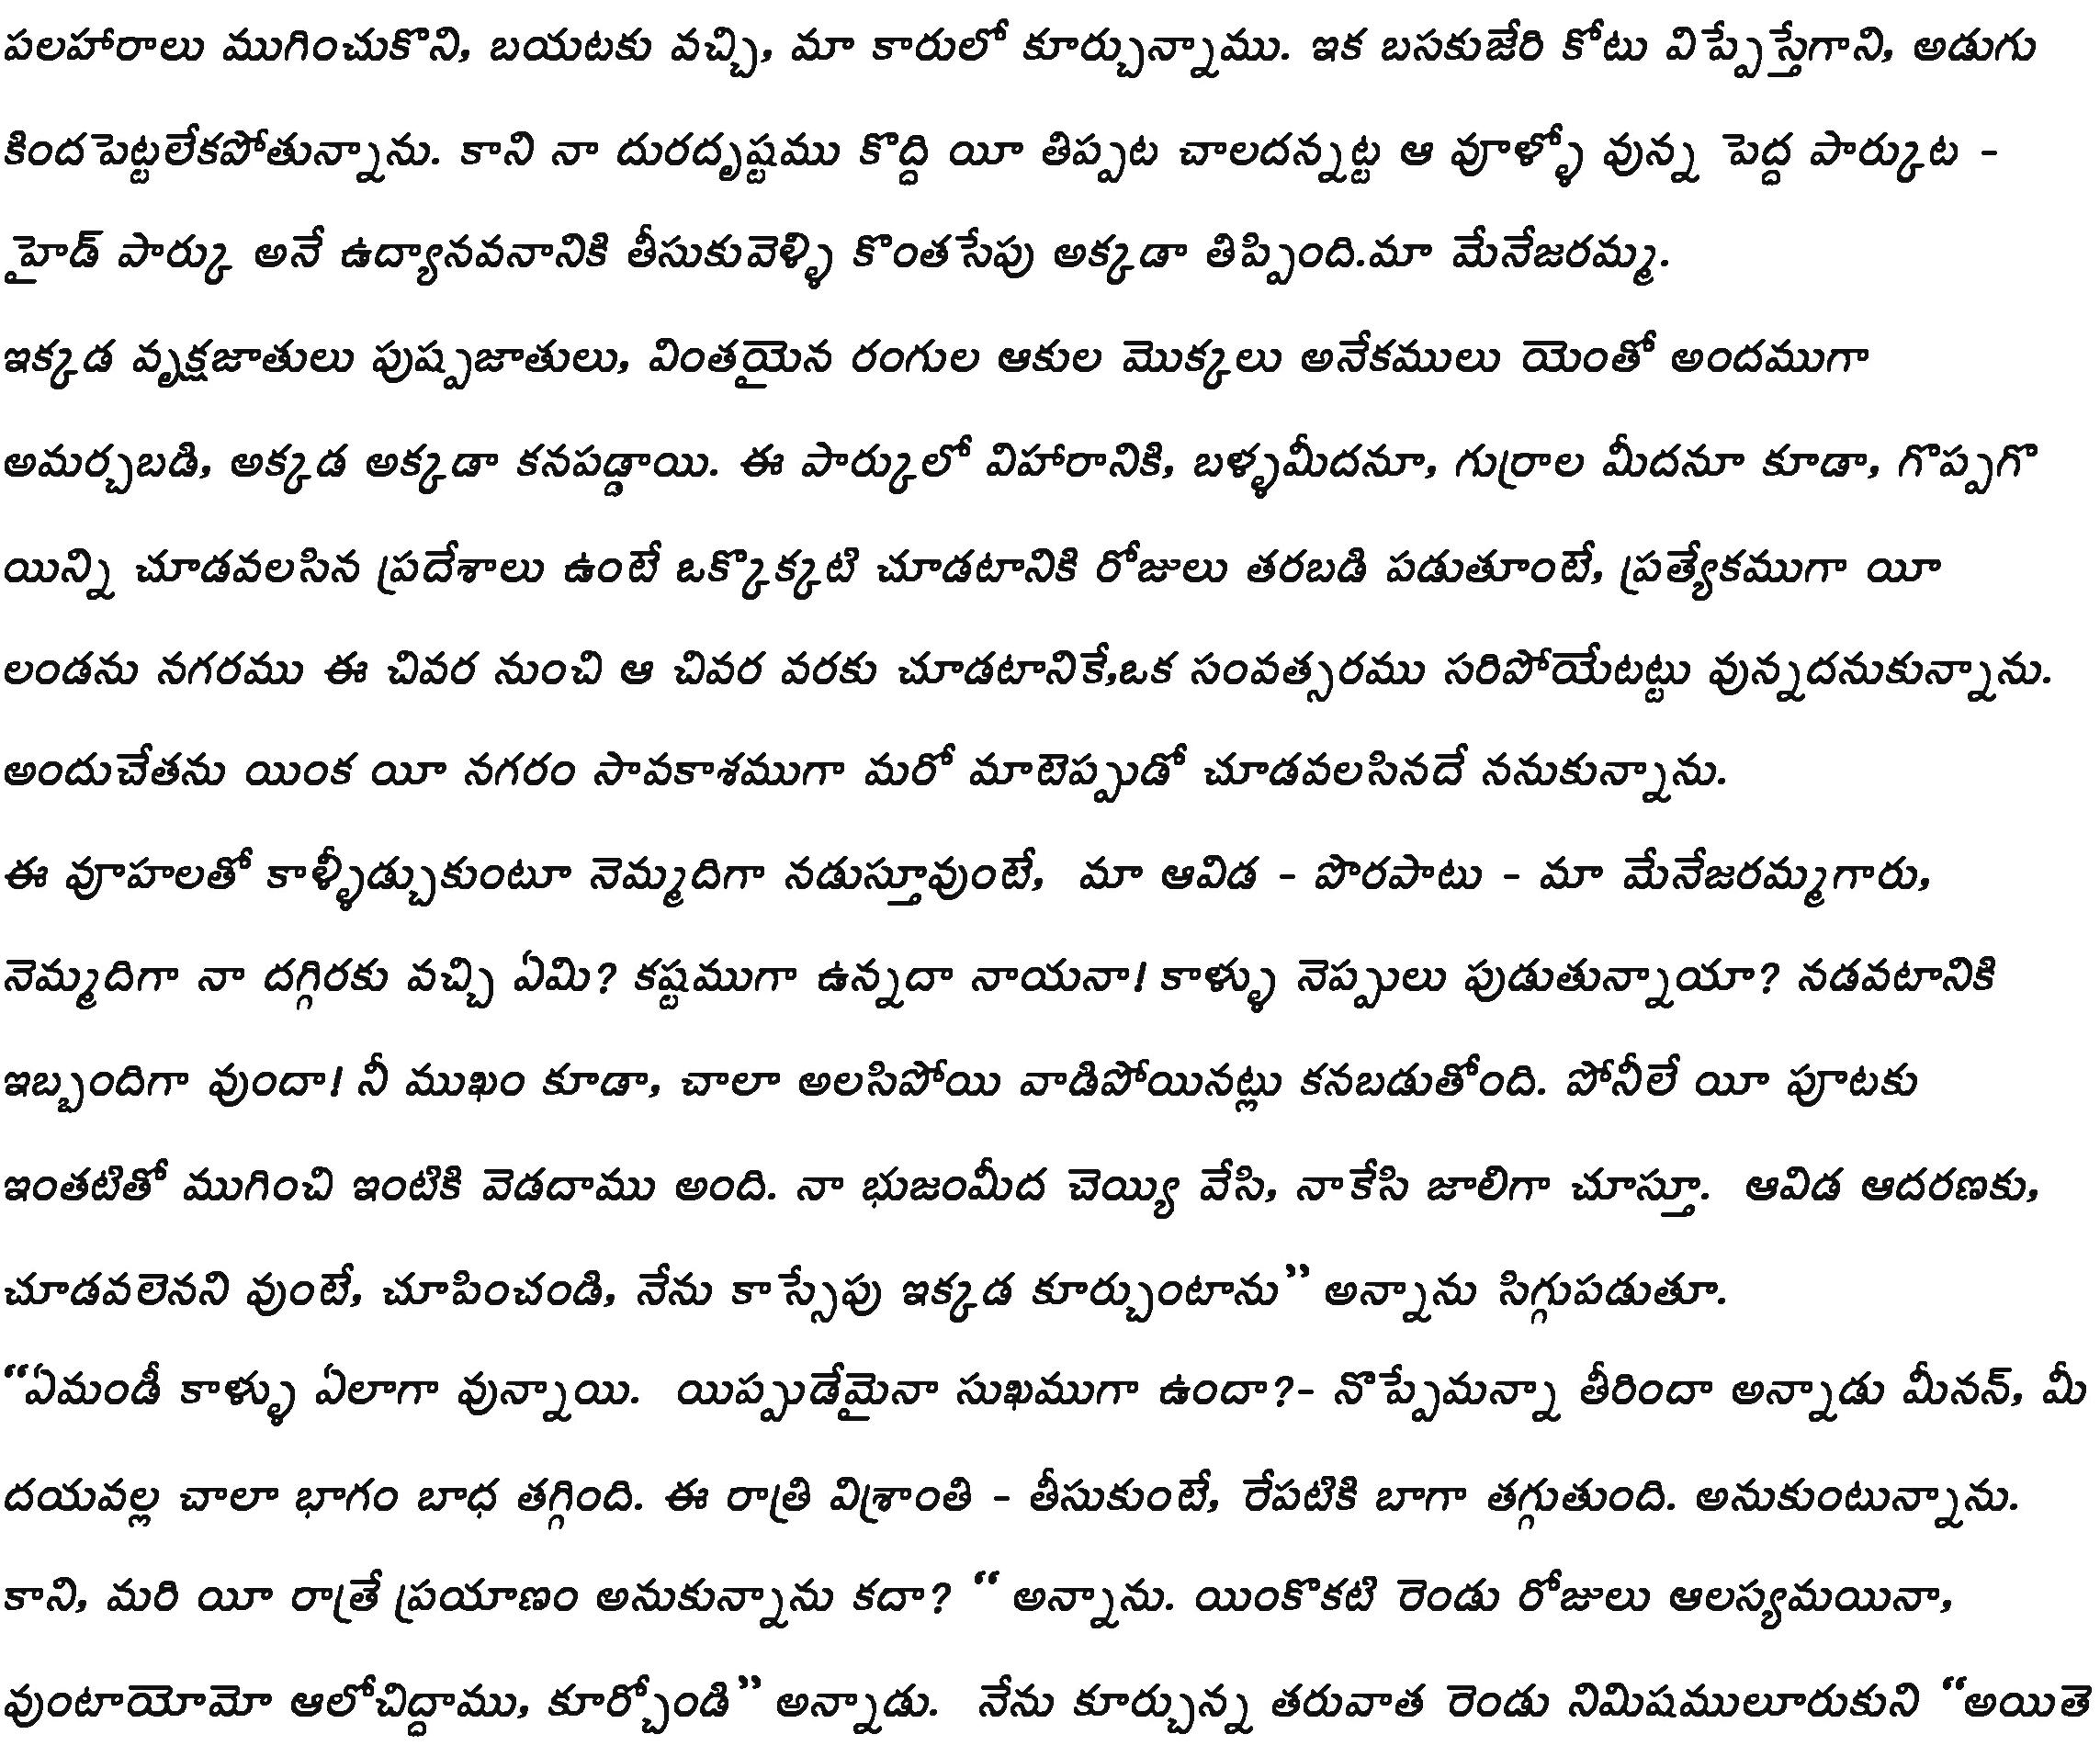 పలహారాలు ముగించుకొని, బయటకు వచ్చి, మా కారులో కూర్చున్నాము. ఇక బసకుజేరి కోటు విప్పేస్తేగాని, అడుగు
కిందపెట్టలేకపోతున్నాను. కాని నా దురదృష్టము కొద్ది యీ తిప్పట చాలదన్నట్ట ఆ వూళ్ళో వున్న పెద్ద పార్కుట -
హైడ్ పార్కు అనే ఉద్యానవనానికి తీసుకువెళ్ళి కొంతసేపు అక్కడా తిప్పింది.మా మేనేజరమ్మ.
ఇక్కడ వృక్షజాతులు పుష్పజాతులు, వింతయైన రంగుల ఆకుల మొక్కలు అనేకములు యెంతో అందముగా
అమర్చబడి, అక్కడ అక్కడా కనపడ్డాయి. ఈ పార్కులో విహారానికి, బళ్ళమీదనూ, గుర్రాల మీదనూ కూడా, గొప్పగొ
యిన్ని చూడవలసిన ప్రదేశాలు ఉంటే ఒక్కొక్కటి చూడటానికి రోజులు తరబడి పడుతూంటే, ప్రత్యేకముగా యీ
లండను నగరము ఈ చివర నుంచి ఆ చివర వరకు చూడటానికే,ఒక సంవత్సరము సరిపోయేటట్టు వున్నదనుకున్నాను.
అందుచేతను యింక యీ నగరం సావకాశముగా మరో మాటెప్పుడో చూడవలసినదే ననుకున్నాను.
ఈ వూహలతో కాళ్ళీడ్చుకుంటూ నెమ్మదిగా నడుస్తూవుంటే, మా ఆవిడ - పొరపాటు - మా మేనేజరమ్మగారు,
నెమ్మదిగా నా దగ్గిరకు వచ్చి ఏమి? కష్టముగా ఉన్నదా నాయనా! కాళ్ళు నెప్పులు పుడుతున్నాయా? నడవటానికి
ఇబ్బందిగా వుందా! నీ ముఖం కూడా, చాలా అలసిపోయి వాడిపోయినట్లు కనబడుతోంది. పోనీలే యీ పూటకు
ఇంతటితో ముగించి ఇంటికి వెడదాము అంది. నా భుజంమీద చెయ్యి వేసి, నాకేసి జాలిగా చూస్తూ. ఆవిడ ఆదరణకు,
చూడవలెనని వుంటే, చూపించండి, నేను కాస్సేపు ఇక్కడ కూర్చుంటాను” అన్నాను సిగ్గుపడుతూ.
“ఏమండీ కాళ్ళు ఏలాగా వున్నాయి. యిప్పుడేమైనా సుఖముగా ఉందా?- నొప్పేమన్నా తీరిందా అన్నాడు మీనన్, మీ
దయవల్ల చాలా భాగం బాధ తగ్గింది. ఈ రాత్రి విశ్రాంతి - తీసుకుంటే, రేపటికి బాగా తగ్గుతుంది. అనుకుంటున్నాను.
కాని, మరి యీ రాత్రే ప్రయాణం అనుకున్నాను కదా? “ అన్నాను. యింకొకటి రెండు రోజులు ఆలస్యమయినా,
వుంటాయోమో ఆలోచిద్దాము, కూర్చోండి” అన్నాడు. నేను కూర్చున్న తరువాత రెండు నిమిషములూరుకుని “అయితె